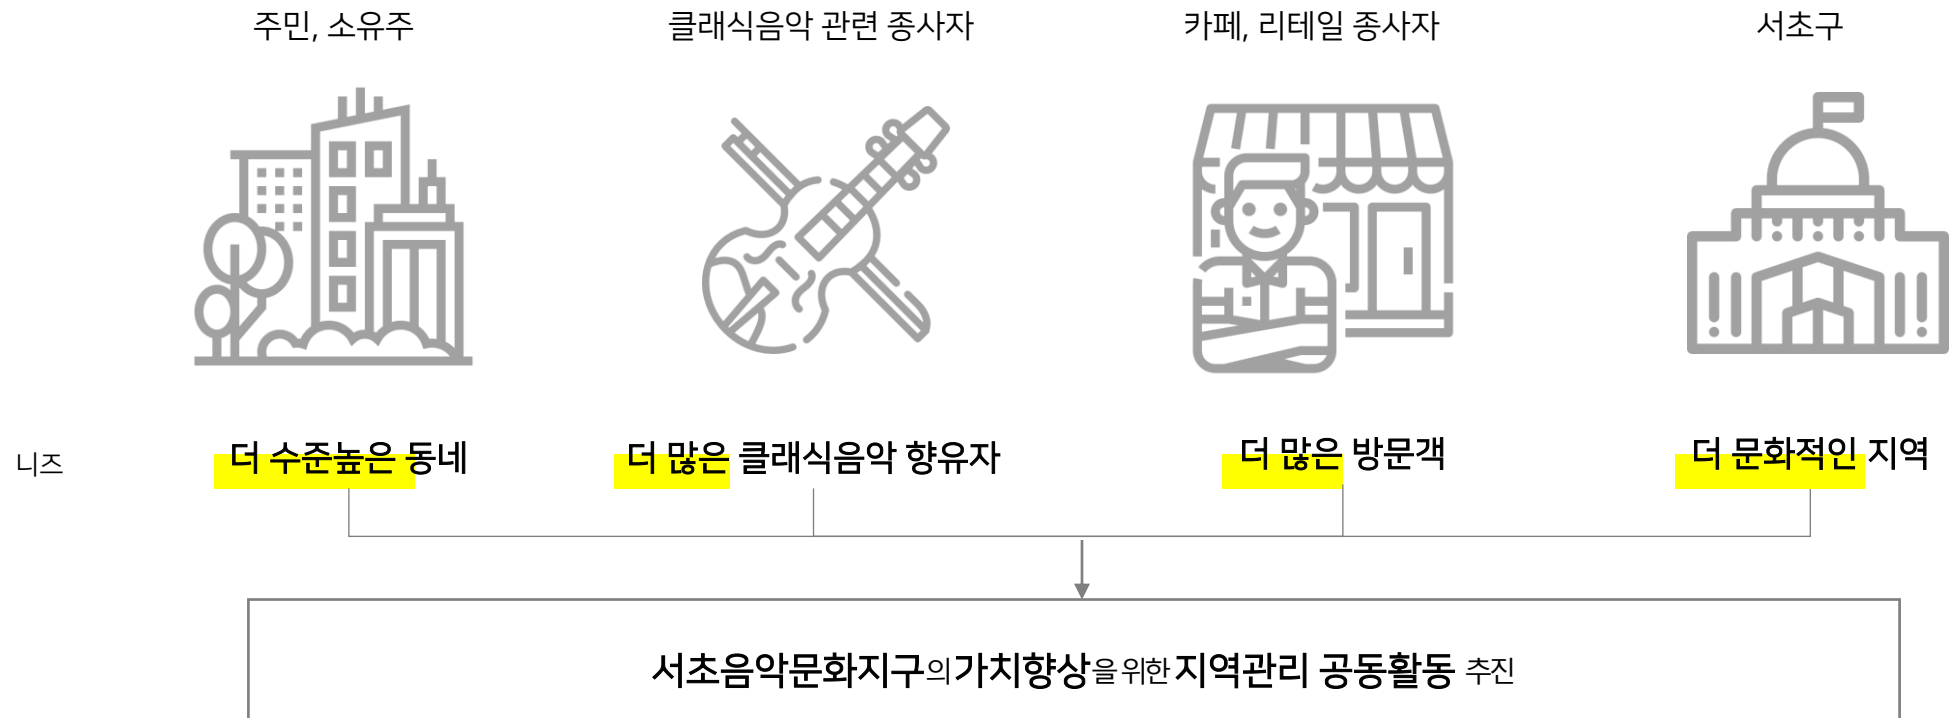 주민, 소유주
클래식음악 관련 종사자
카페, 리테일 종사자
서초구
니즈
더 수준높은 동네
더 많은 클래식음악 향유자
더 많은 방문객
더 문화적인 지역
서초음악문화지구의 가치향상을 위한 지역관리 공동활동 추진